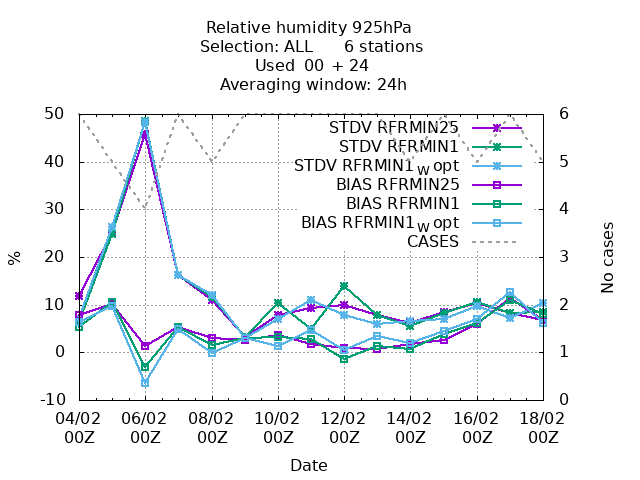 Relative humidity 925hPa
Selection: ALL 6 stations
Used 00 + 24
Averaging window: 24h
50 6
STDV RFRMIN25
STDV RFRMIN1
40 5
STDV RFRMIN1W opt
BIAS RFRMIN25
BIAS RFRMIN1
30 4
BIAS RFRMIN1W opt
CASES
20 3
%
No cases
10 2
0 1
-10 0
04/02 06/02 08/02 10/02 12/02 14/02 16/02 18/02
00Z 00Z 00Z 00Z 00Z 00Z 00Z 00Z
Date